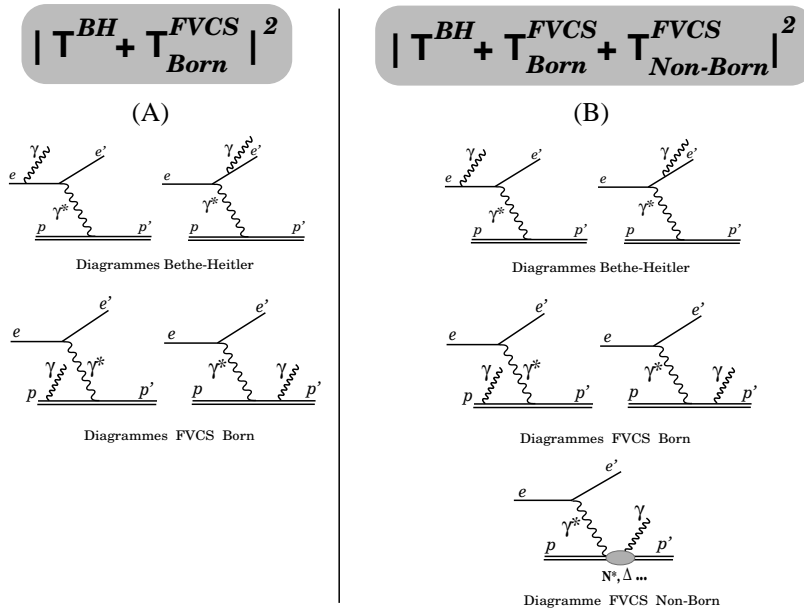 | T^BH + T^FVCS_Born |^2
(A)
γ
e'
e
γ*
p
p'
γ
e'
γ*
p
p'
Diagrammes Bethe-Heitler
e'
e
γ
γ*
p
p'
e'
γ*
γ
p'
Diagrammes FVCS Born
| T^BH + T^FVCS_Born + T^FVCS_Non-Born |^2
(B)
γ
e'
e
γ*
p
p'
γ
e'
γ*
p
p'
Diagrammes Bethe-Heitler
e'
e
γ
γ*
p
p'
e'
γ*
γ
p'
Diagrammes FVCS Born
e'
e
γ*
γ
p
p'
N*, Δ ...
Diagramme FVCS Non-Born